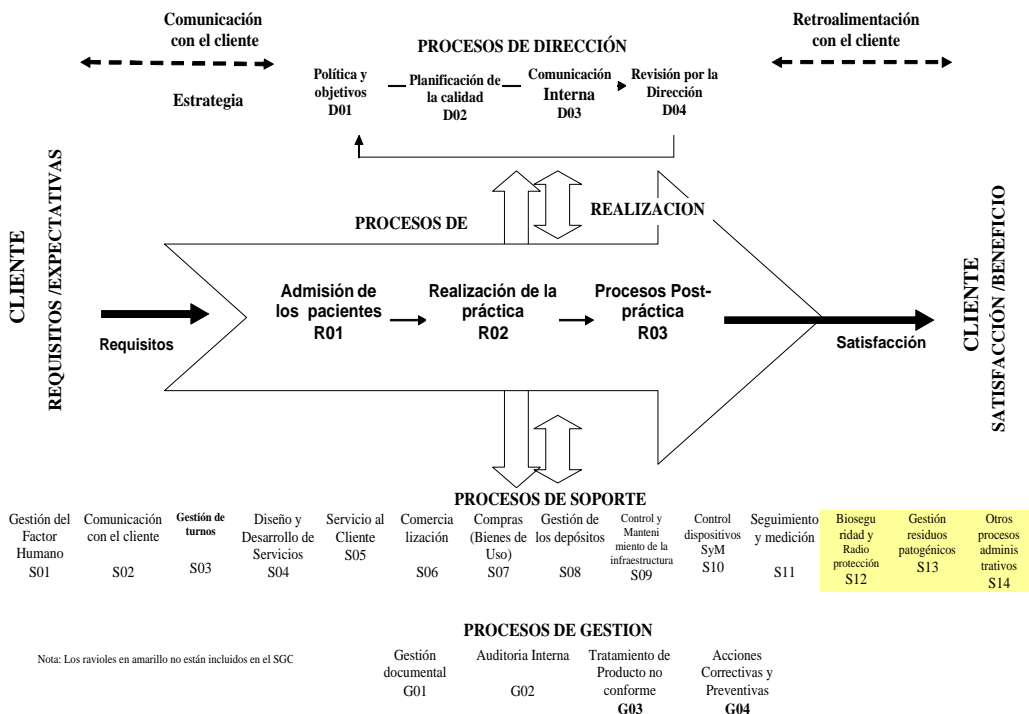 Comunicación
con el cliente
Estrategia
PROCESOS DE DIRECCIÓN
Retroalimentación
con el cliente
Política y
objetivos
D01
Planificación de
la calidad
D02
Comunicación
Interna
D03
Revisión por la
Dirección
D04
CLIENTE
REQUISITOS /EXPECTATIVAS
PROCESOS DE
REALIZACION
Requisitos
Admisión de
los pacientes
R01
Realización de la
práctica
R02
Procesos Post-
práctica
R03
Satisfacción
CLIENTE
SATISFACCIÓN /BENEFICIO
PROCESOS DE SOPORTE
Gestión del
Factor
Humano
S01
Comunicación
con el cliente
S02
Gestión de
turnos
S03
Diseño y
Desarrollo de
Servicios
S04
Servicio al
Cliente
S05
Comercia
lización
S06
Compras
(Bienes de
Uso)
S07
Gestión de
los depósitos
S08
Control y
Manteni
miento de la
infraestructura
S09
Control
dispositivos
SyM
S10
Seguimiento
y medición
S11
Biosegu
ridad y
Radio
protección
S12
Gestión
residuos
patogénicos
S13
Otros
procesos
adminis
trativos
S14
PROCESOS DE GESTION
Nota: Los ravioles en amarillo no están incluidos en el SGC
Gestión
documental
G01
Auditoria Interna
G02
Tratamiento de
Producto no
conforme
G03
Acciones
Correctivas y
Preventivas
G04